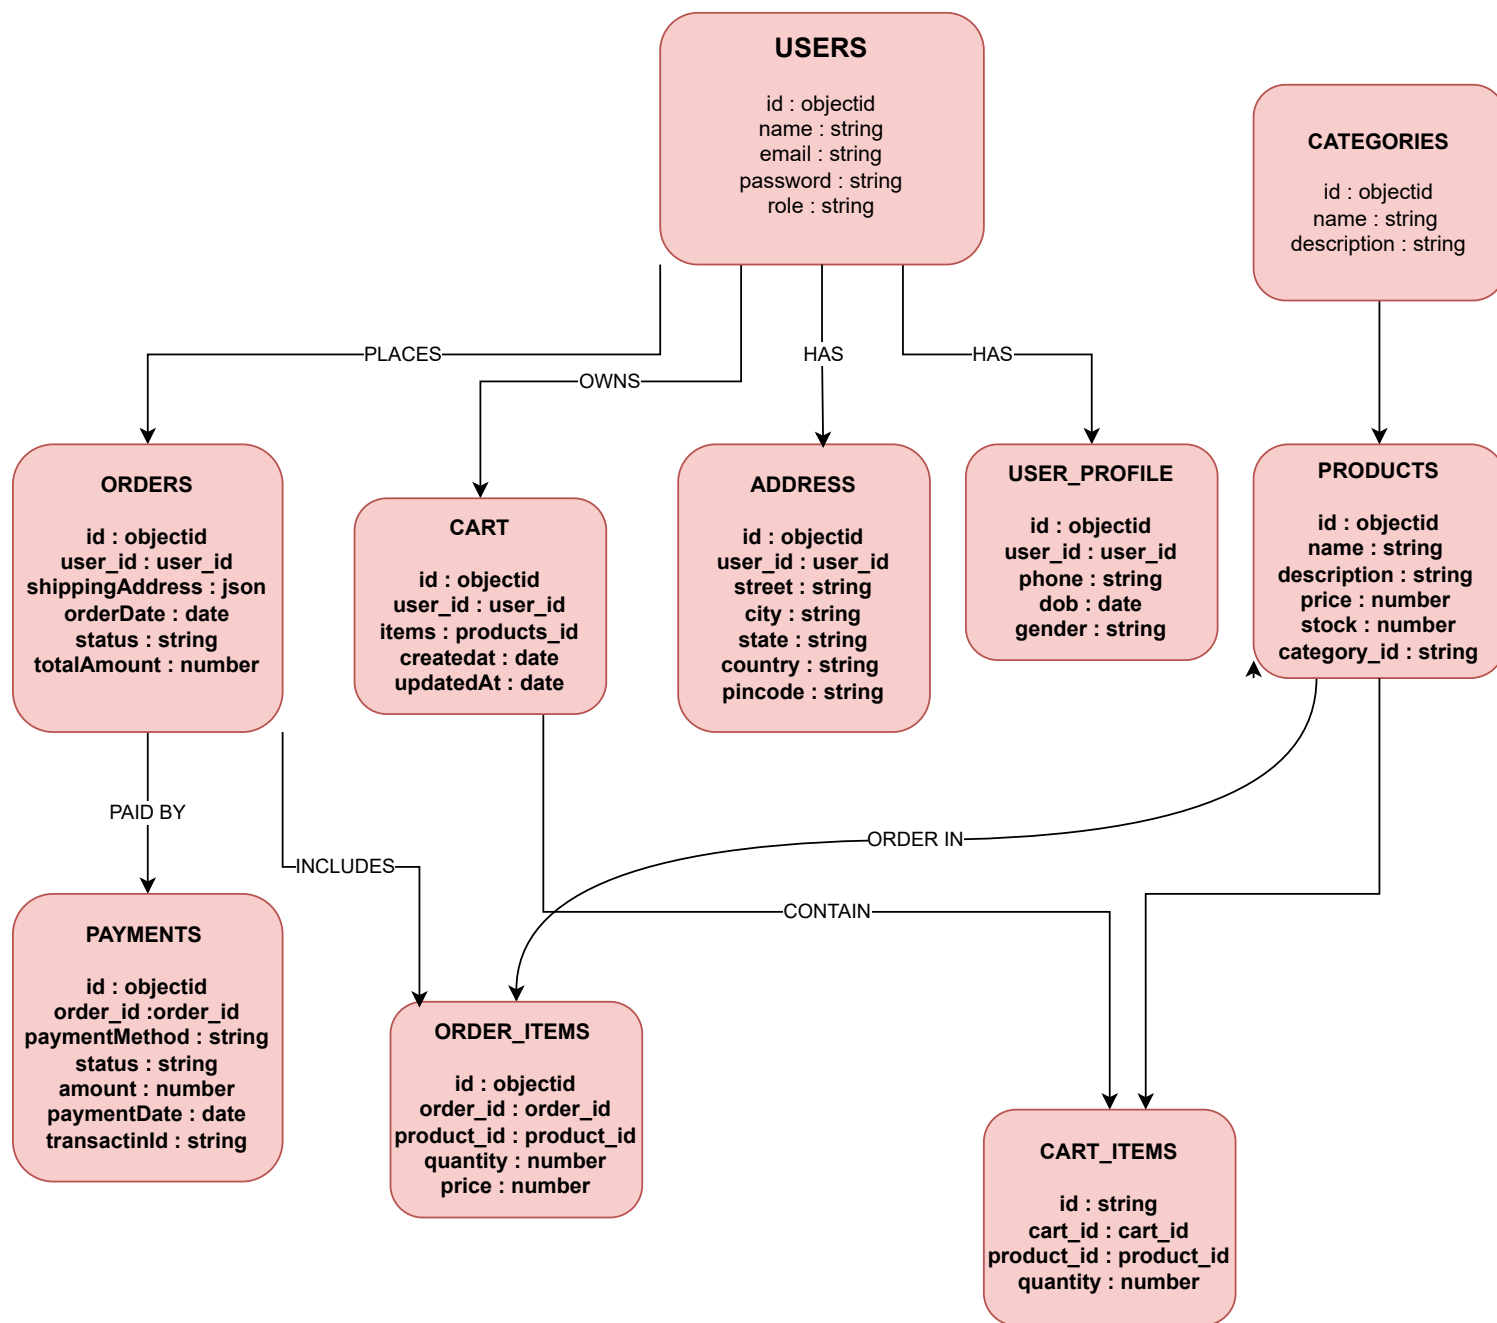 USERS
id : objectid
name : string
email : string
password : string
role : string
CATEGORIES
id : objectid
name : string
description : string
PLACES
OWNS
HAS
HAS
ORDERS
id : objectid
user_id : user_id
shippingAddress : json
orderDate : date
status : string
totalAmount : number
CART
id : objectid
user_id : user_id
items : products_id
createdat : date
updatedAt : date
ADDRESS
id : objectid
user_id : user_id
street : string
city : string
state : string
country : string
pincode : string
USER_PROFILE
id : objectid
user_id : user_id
phone : string
dob : date
gender : string
PRODUCTS
id : objectid
name : string
description : string
price : number
stock : number
category_id : string
PAID BY
INCLUDES
ORDER IN
CONTAIN
PAYMENTS
id : objectid
order_id :order_id
paymentMethod : string
status : string
amount : number
paymentDate : date
transactinId : string
ORDER_ITEMS
id : objectid
order_id : order_id
product_id : product_id
quantity : number
price : number
CART_ITEMS
id : string
cart_id : cart_id
product_id : product_id
quantity : number